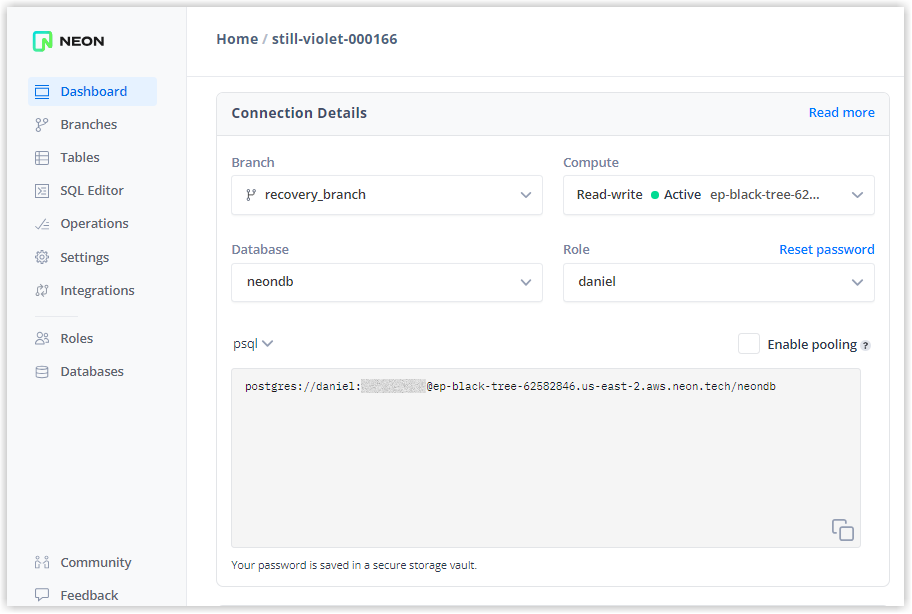 NEON
Home / still-violet-000166
Dashboard
Branches
Tables
SQL Editor
Operations
Settings
Integrations
Roles
Databases
Community
Feedback
Connection Details
Read more
Branch
Compute
recovery_branch
Read-write Active ep-black-tree-62...
Database
Role
Reset password
neondb
daniel
psql
Enable pooling ?
postgres://daniel: @ep-black-tree-62582846.us-east-2.aws.neon.tech/neondb
Your password is saved in a secure storage vault.